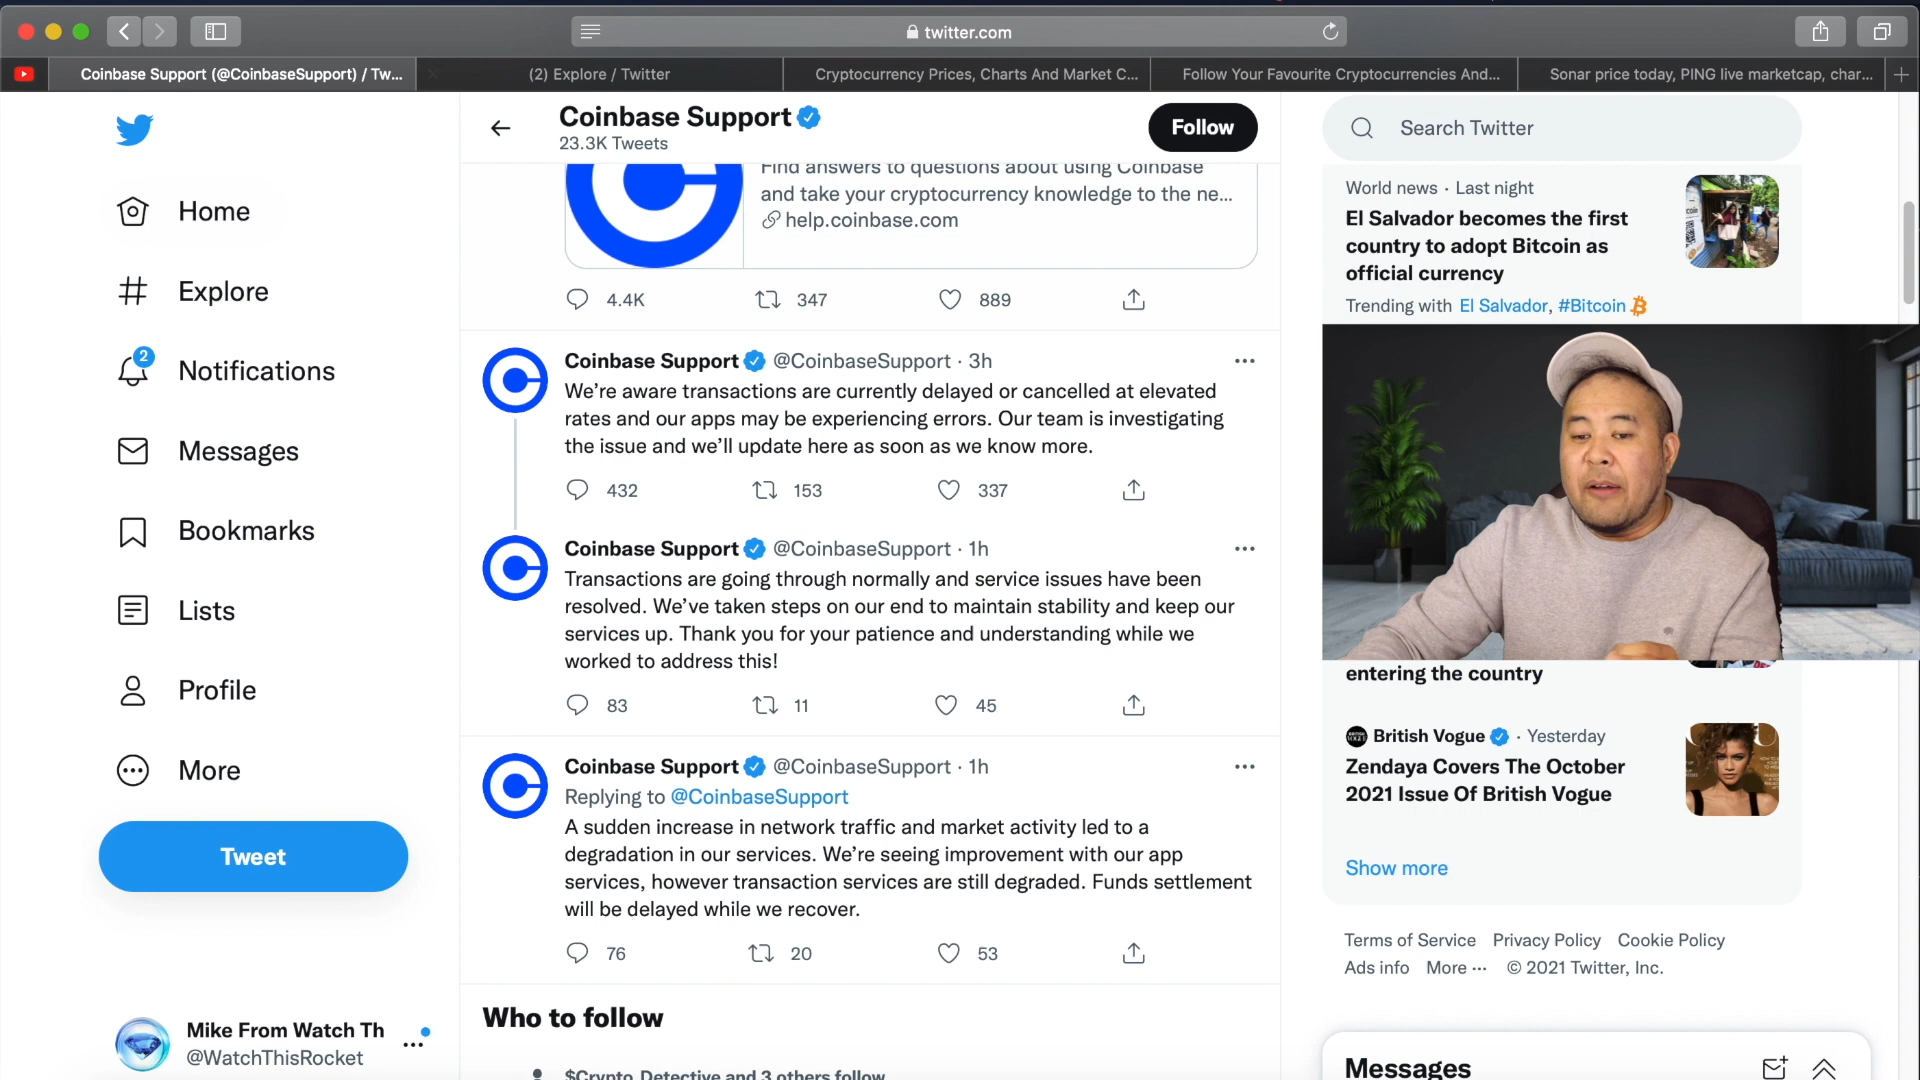 twitter.com
Coinbase Support (@CoinbaseSupport) / Tw...
(2) Explore / Twitter
Cryptocurrency Prices, Charts And Market C...
Follow Your Favourite Cryptocurrencies And...
Sonar price today, PING live marketcap, char...
Home
Explore
2
Notifications
Messages
Bookmarks
Lists
Profile
More
Tweet
Mike From Watch Th
...
@WatchThisRocket
Coinbase Support
23.3K Tweets
Follow
Find answers to questions about using Coinbase
and take your cryptocurrency knowledge to the ne...
help.coinbase.com
4.4K 347 889
Coinbase Support @CoinbaseSupport · 3h
We're aware transactions are currently delayed or cancelled at elevated
rates and our apps may be experiencing errors. Our team is investigating
the issue and we'll update here as soon as we know more.
432 153 337
Coinbase Support @CoinbaseSupport · 1h
Transactions are going through normally and service issues have been
resolved. We've taken steps on our end to maintain stability and keep our
services up. Thank you for your patience and understanding while we
worked to address this!
83 11 45
Coinbase Support @CoinbaseSupport · 1h
Replying to @CoinbaseSupport
A sudden increase in network traffic and market activity led to a
degradation in our services. We're seeing improvement with our app
services, however transaction services are still degraded. Funds settlement
will be delayed while we recover.
76 20 53
Who to follow
$Crypto Detective and 3 others follow
Search Twitter
World news · Last night
El Salvador becomes the first
country to adopt Bitcoin as
official currency
Trending with El Salvador, #Bitcoin
entering the country
British Vogue · Yesterday
Zendaya Covers The October
2021 Issue Of British Vogue
Show more
Terms of Service Privacy Policy Cookie Policy
Ads info More ··· © 2021 Twitter, Inc.
Messages